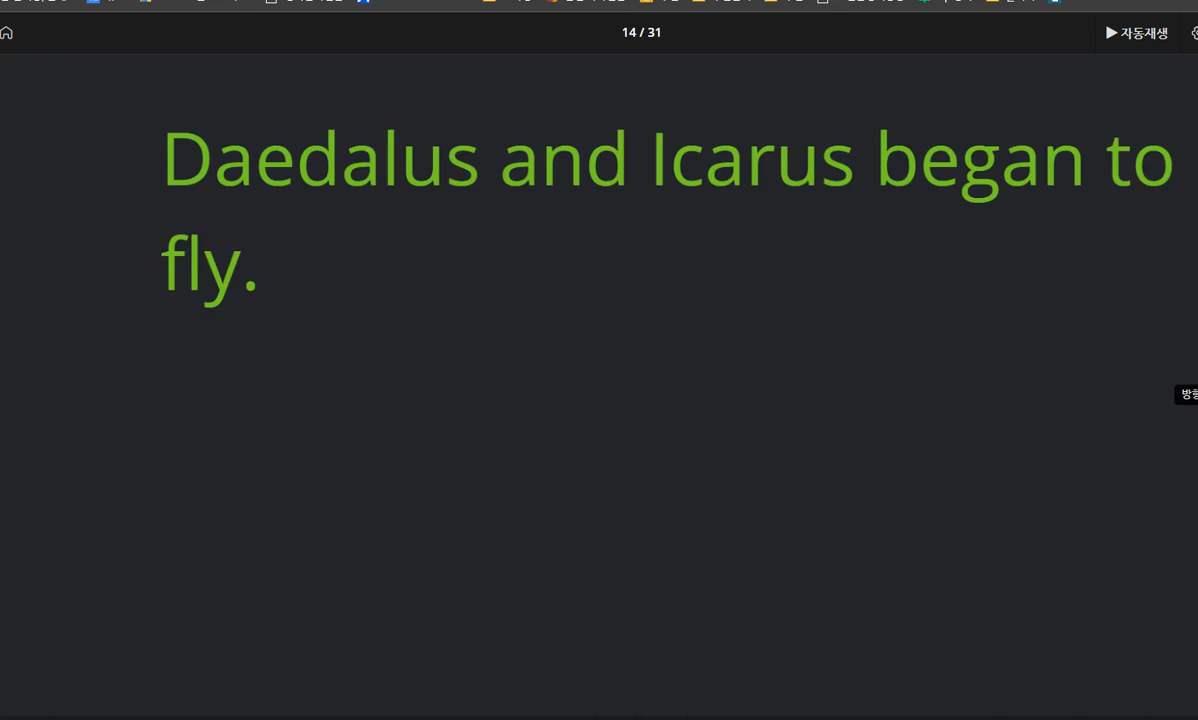 14 / 31
▶ 자동재생
Daedalus and Icarus began to
fly.